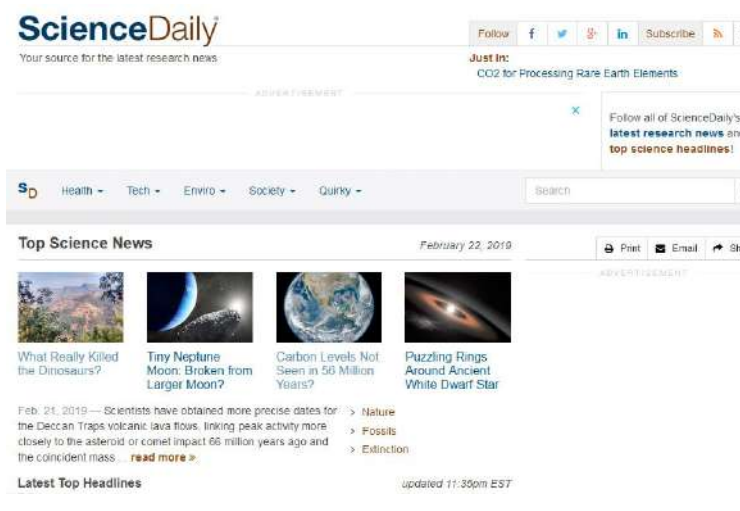 ScienceDaily
Your source for the latest research news
Follow
Subscribe
Just In:
CO2 for Processing Rare Earth Elements
ADVERTISEMENT
×
Follow all of ScienceDaily's
latest research news an
top science headlines!
SD
Health
Tech
Enviro
Society
Quirky
Search
Top Science News
February 22, 2019
Print
Email
Sh
ADVERTISEMENT
What Really Killed
the Dinosaurs?
Tiny Neptune
Moon: Broken from
Larger Moon?
Carbon Levels Not
Seen in 56 Million
Years?
Puzzling Rings
Around Ancient
White Dwarf Star
Feb. 21, 2019 — Scientists have obtained more precise dates for
the Deccan Traps volcanic lava flows, linking peak activity more
closely to the asteroid or comet impact 66 million years ago and
the coincident mass ... read more »
> Nature
> Fossils
> Extinction
Latest Top Headlines
updated 11:35pm EST